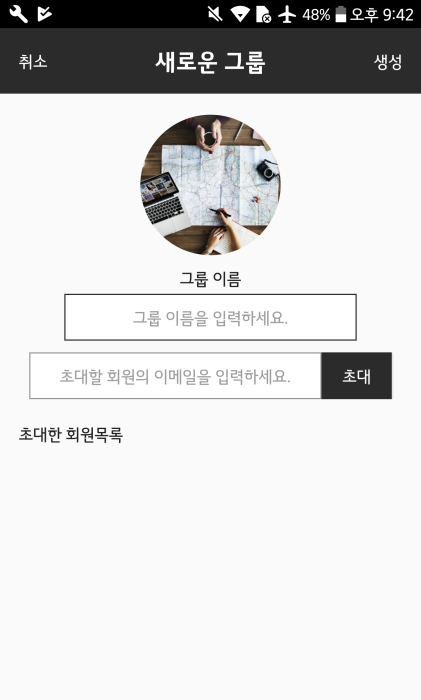 48% 오후 9:42
취소 새로운 그룹 생성
그룹 이름
그룹 이름을 입력하세요.
초대할 회원의 이메일을 입력하세요. 초대
초대한 회원목록